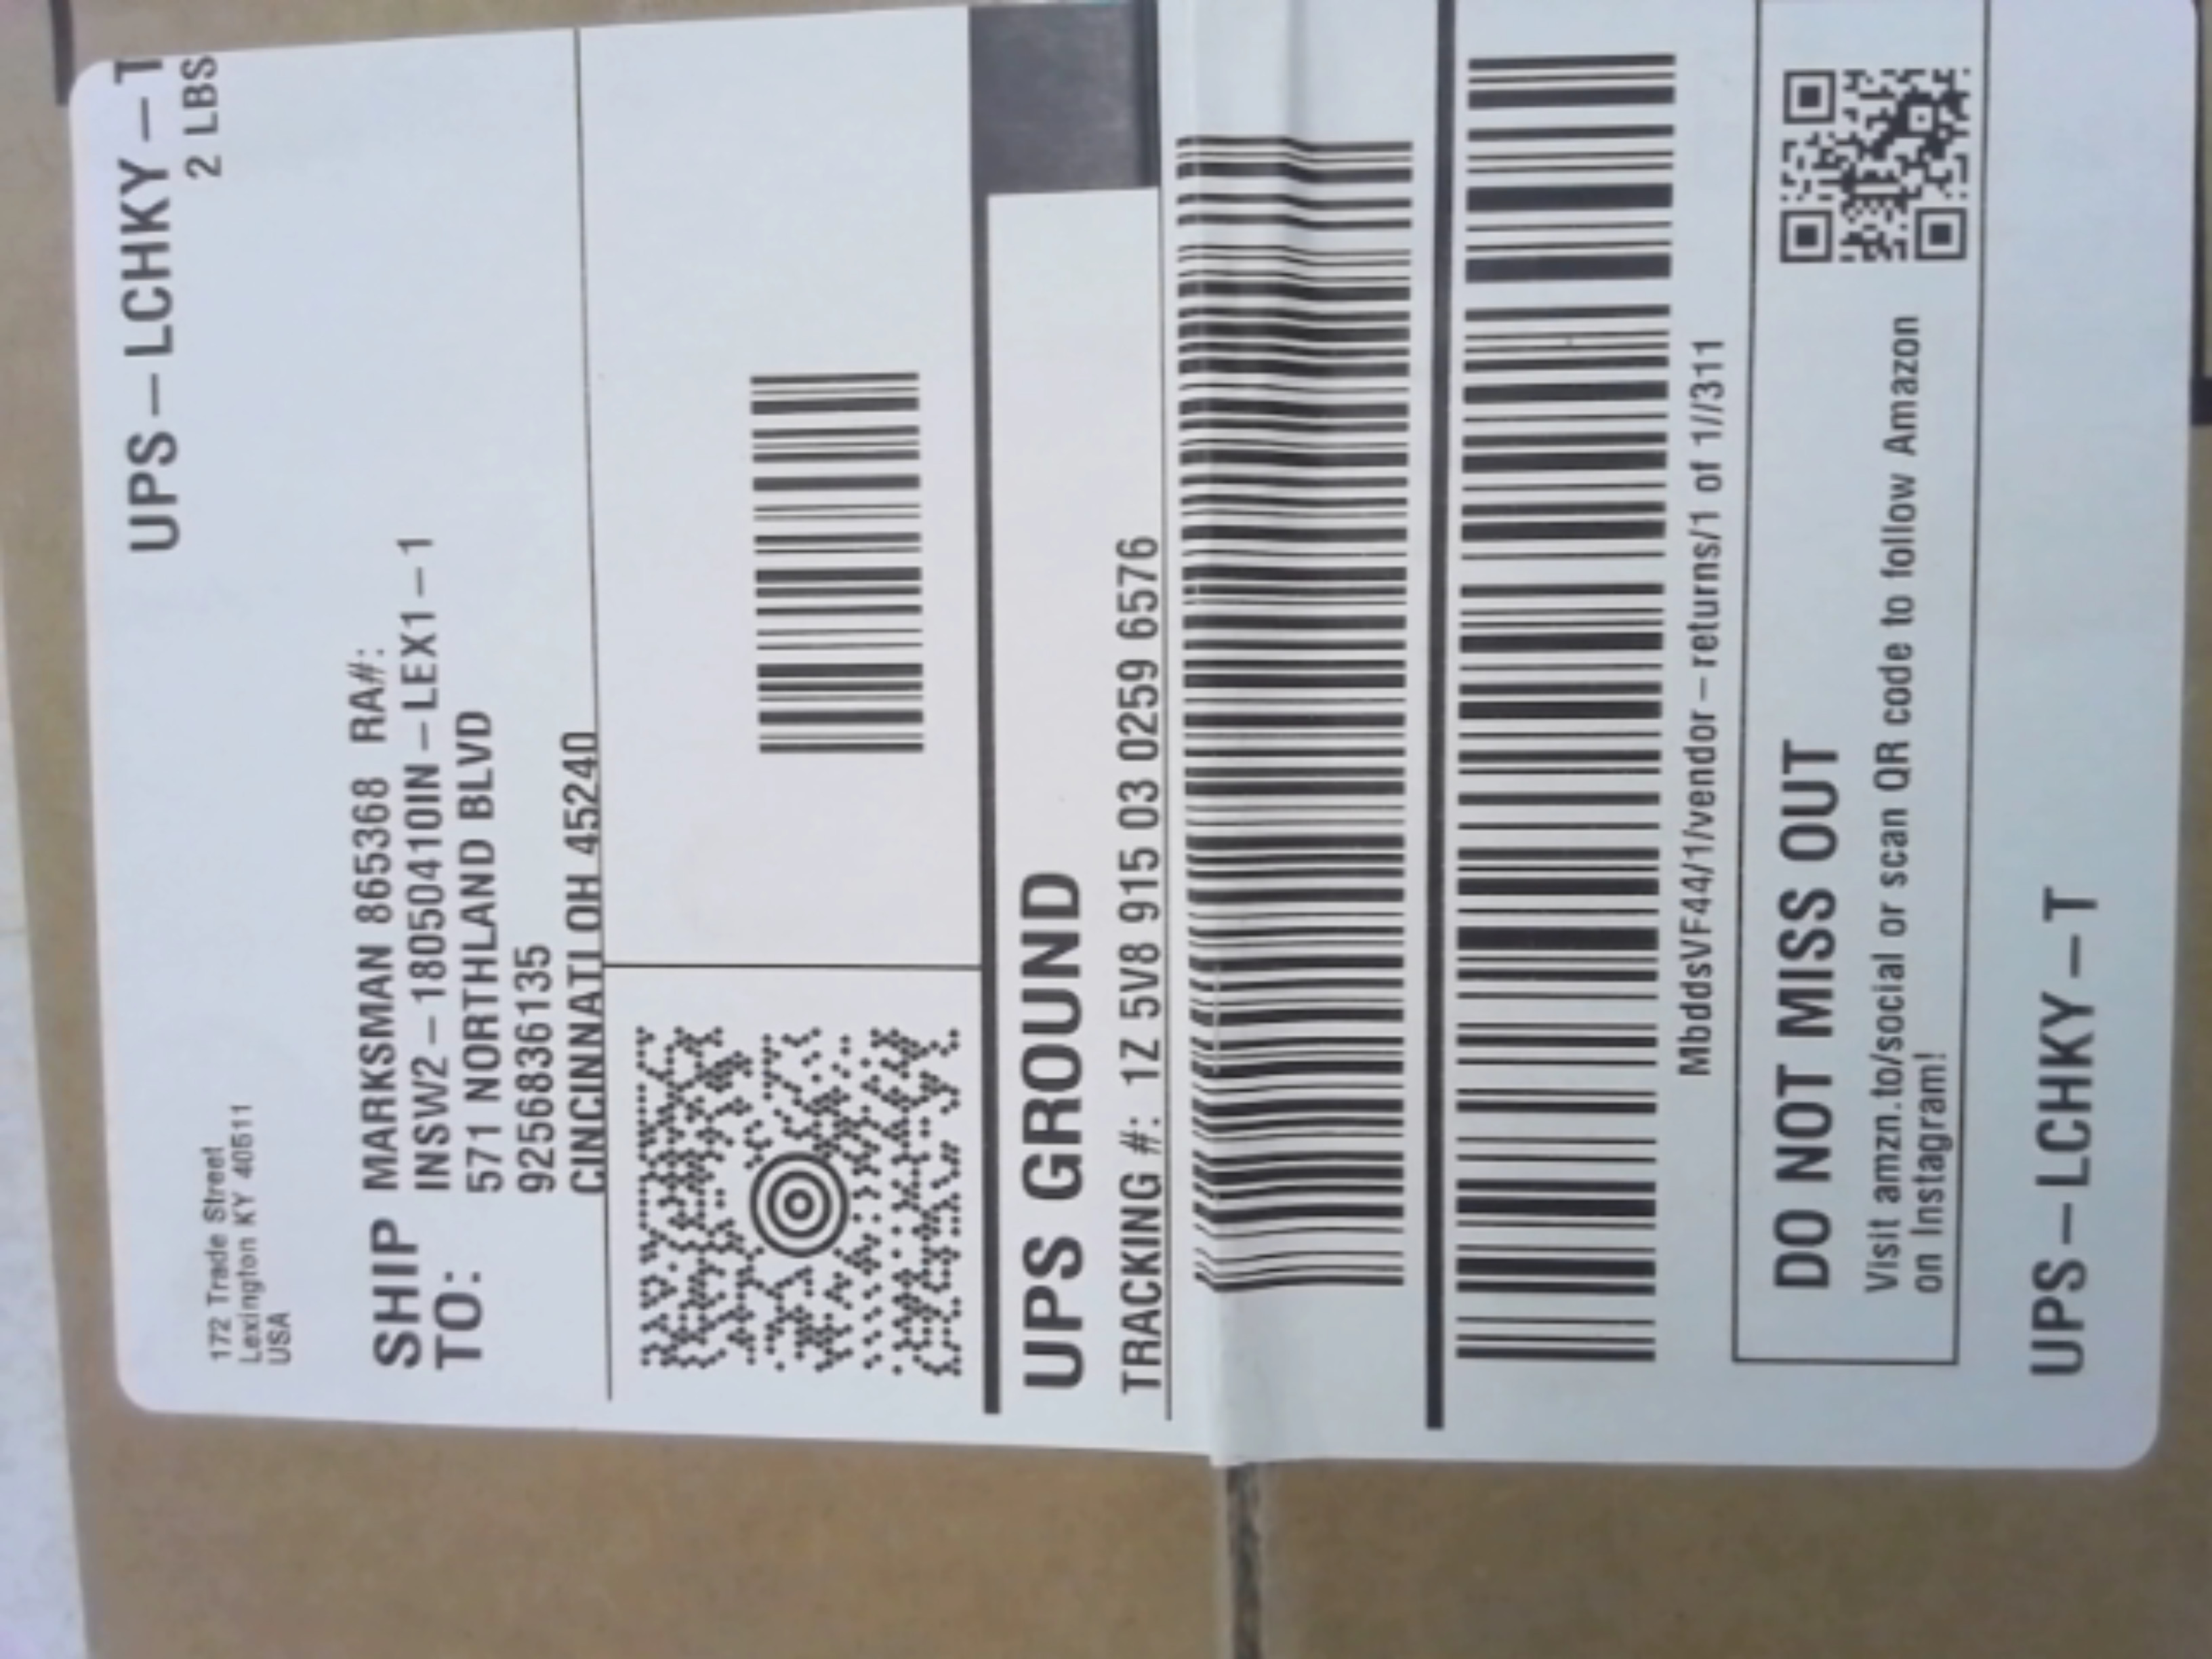 UPS-LCHKY-T
2 LBS
172 Trade Street
Lexington KY 40511
USA
SHIP TO:
MARKSMAN 865368 RA#:
INSW2-18050410IN-LEX1-1
571 NORTHLAND BLVD
9256836135
CINCINNATI OH 45240
UPS GROUND
TRACKING #: 1Z 5V8 915 03 0259 6576
MbddsVF44/1/vendor-returns/1 of 1//311
DO NOT MISS OUT
Visit amzn.to/social or scan QR code to follow Amazon
on Instagram!
UPS-LCHKY-T